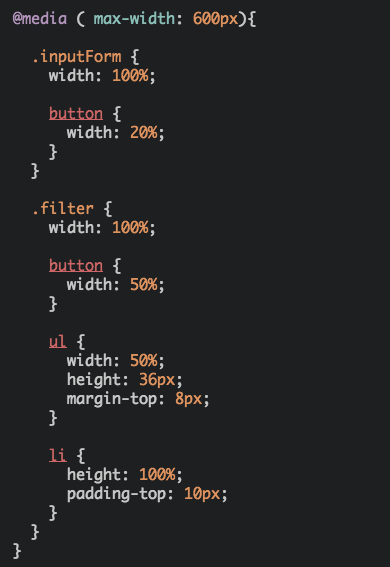 @media ( max-width: 600px){
.inputForm {
width: 100%;
button {
width: 20%;
}
}
.filter {
width: 100%;
button {
width: 50%;
}
ul {
width: 50%;
height: 36px;
margin-top: 8px;
}
li {
height: 100%;
padding-top: 10px;
}
}
}